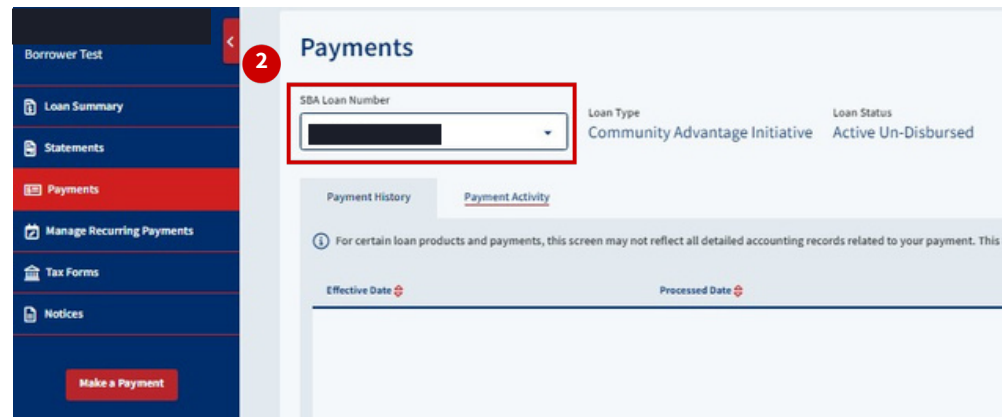 Borrower Test
Loan Summary
Statements
Payments
Manage Recurring Payments
Tax Forms
Notices
Make a Payment
<
2
Payments
SBA Loan Number
Loan Type
Community Advantage Initiative
Loan Status
Active Un-Disbursed
Payment History
Payment Activity
For certain loan products and payments, this screen may not reflect all detailed accounting records related to your payment. This
Effective Date
Processed Date